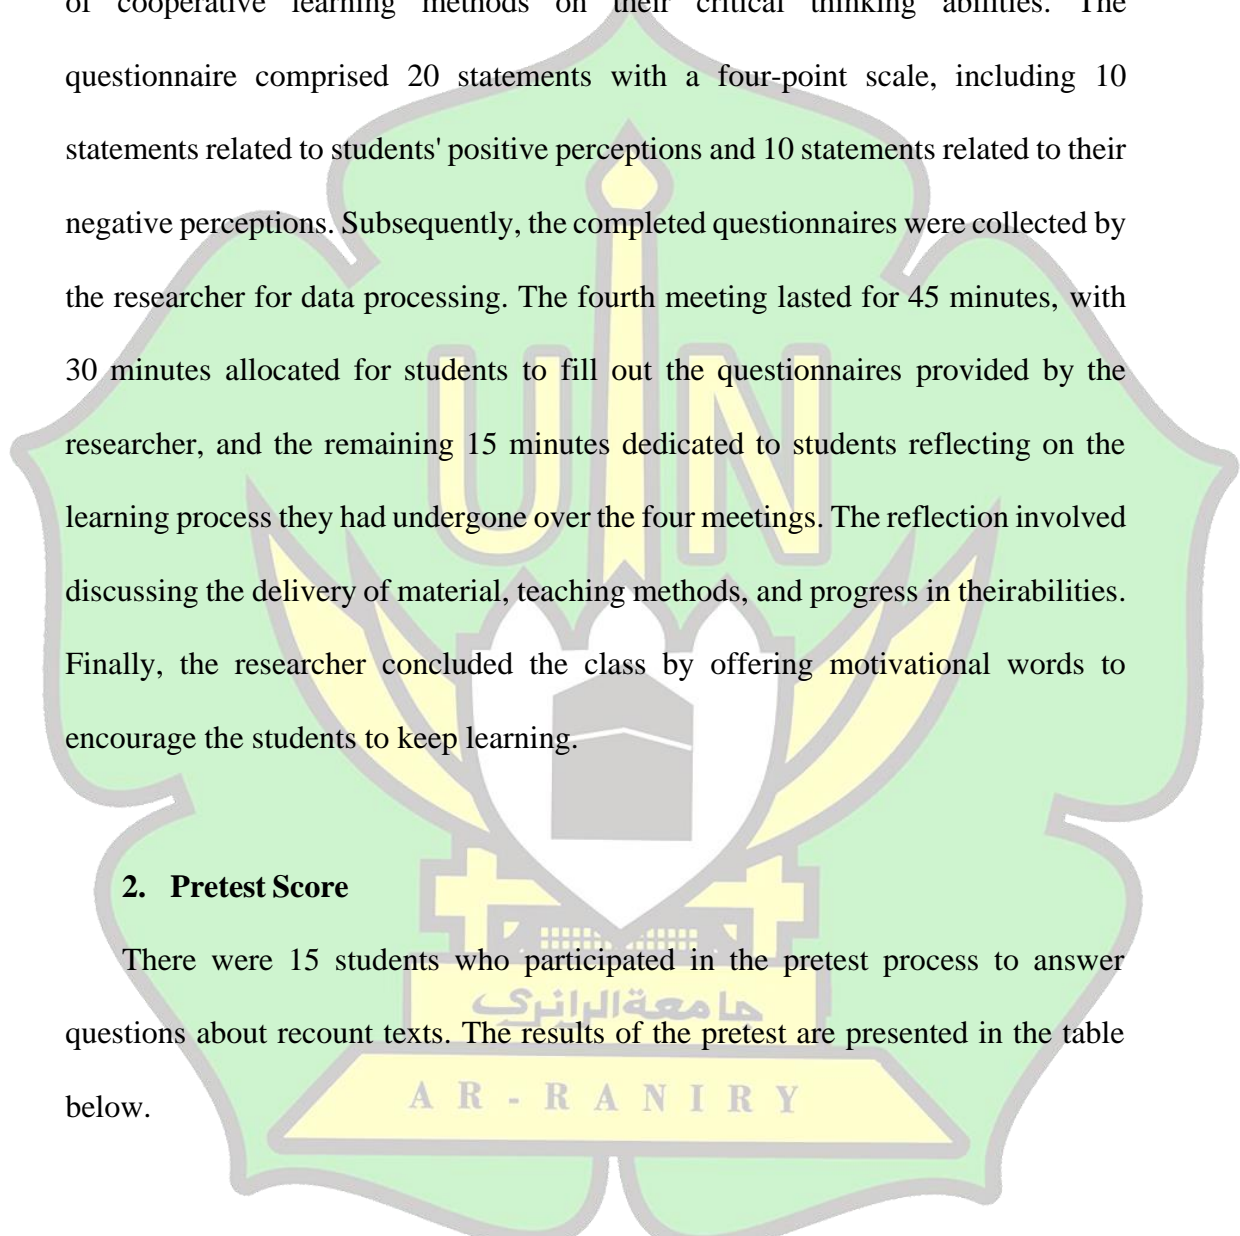 of cooperative learning methods on their critical thinking abilities. The
questionnaire comprised 20 statements with a four-point scale, including 10
statements related to students' positive perceptions and 10 statements related to their
negative perceptions. Subsequently, the completed questionnaires were collected by
the researcher for data processing. The fourth meeting lasted for 45 minutes, with
30 minutes allocated for students to fill out the questionnaires provided by the
researcher, and the remaining 15 minutes dedicated to students reflecting on the
learning process they had undergone over the four meetings. The reflection involved
discussing the delivery of material, teaching methods, and progress in theirabilities.
Finally, the researcher concluded the class by offering motivational words to
encourage the students to keep learning.
2. Pretest Score
There were 15 students who participated in the pretest process to answer
questions about recount texts. The results of the pretest are presented in the table
below.
UIN
جامعة الرانري
AR-RANIRY